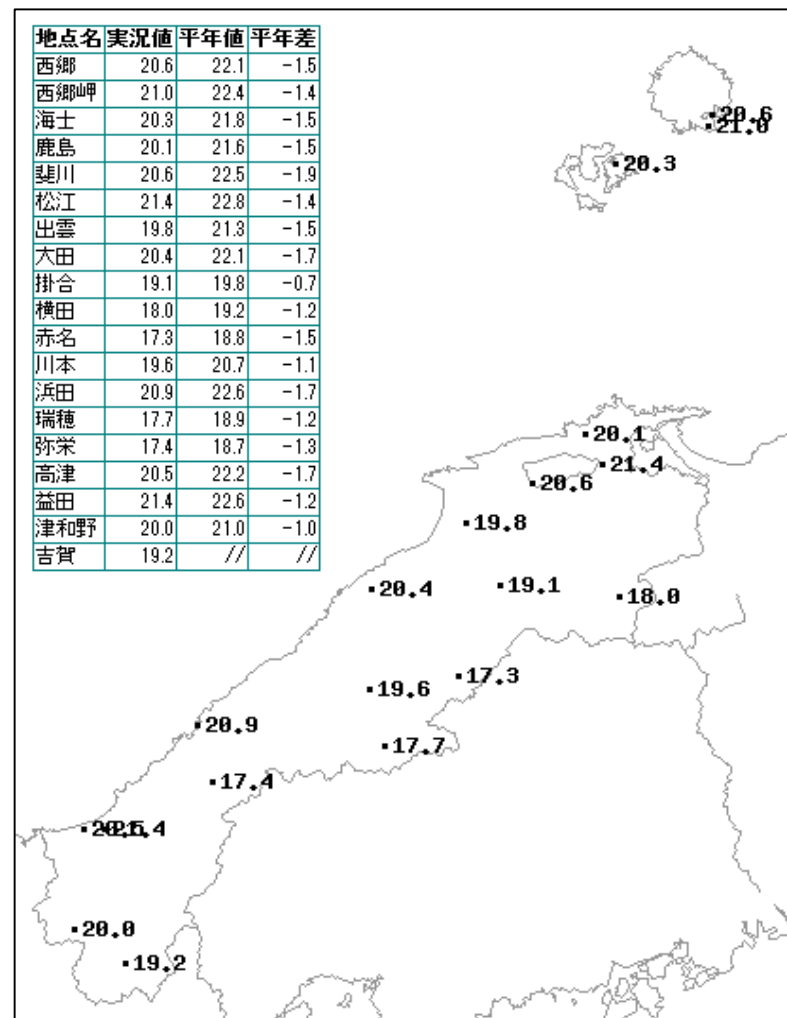 地点名 実況値 平年値 平年差
西郷 20.6 22.1 -1.5
西郷岬 21.0 22.4 -1.4
海士 20.3 21.8 -1.5
鹿島 20.1 21.6 -1.5
斐川 20.6 22.5 -1.9
松江 21.4 22.8 -1.4
出雲 19.8 21.3 -1.5
大田 20.4 22.1 -1.7
掛合 19.1 19.8 -0.7
横田 18.0 19.2 -1.2
赤名 17.3 18.8 -1.5
川本 19.6 20.7 -1.1
浜田 20.9 22.6 -1.7
瑞穂 17.7 18.9 -1.2
弥栄 17.4 18.7 -1.3
高津 20.5 22.2 -1.7
益田 21.4 22.6 -1.2
津和野 20.0 21.0 -1.0
吉賀 19.2 // //
20.6
21.0
20.3
20.1
21.4
20.6
19.8
20.4
19.1
18.0
17.3
19.6
20.9
17.7
17.4
20.0
19.2